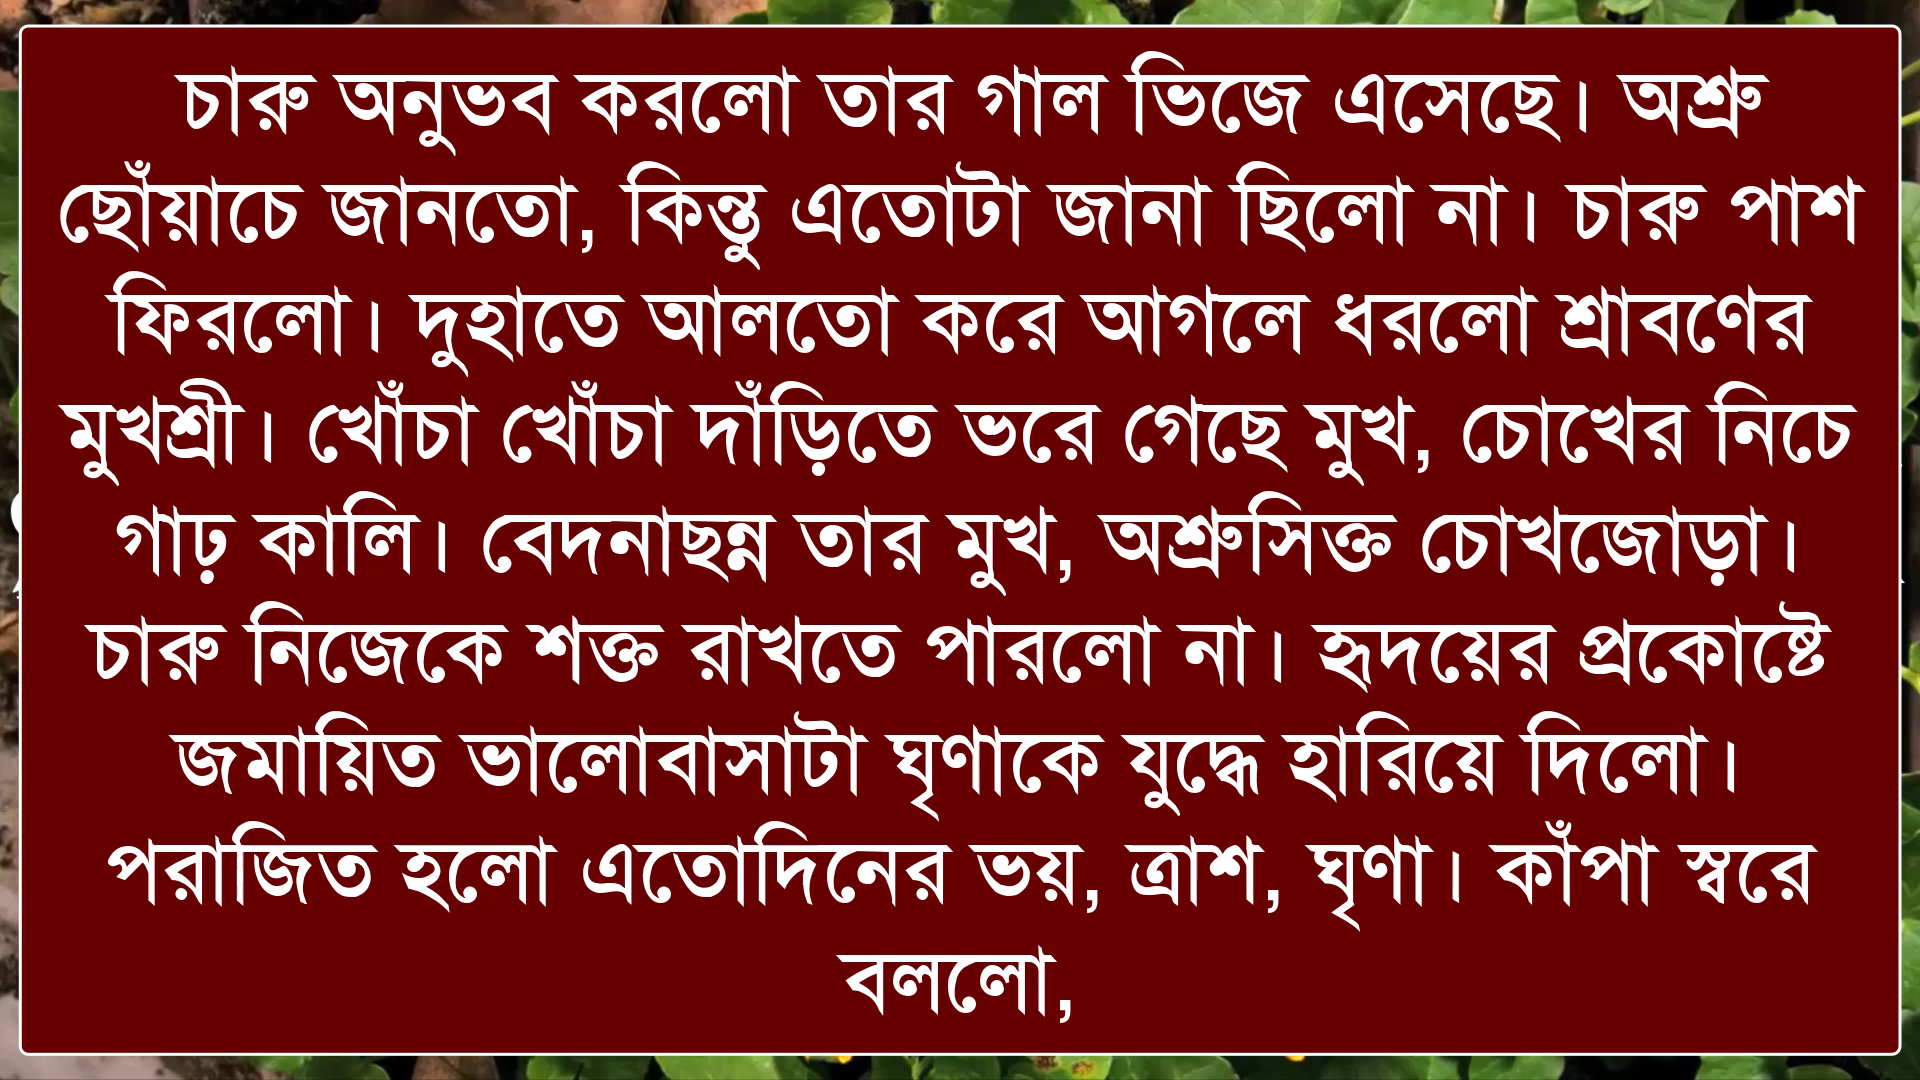 চারু অনুভব করলো তার গাল ভিজে এসেছে। অশ্রু
ছোঁয়াচে জানতো, কিন্তু এতোটা জানা ছিলো না। চারু পাশ
ফিরলো। দুহাতে আলতো করে আগলে ধরলো শ্রাবণের
মুখশ্রী। খোঁচা খোঁচা দাঁড়িতে ভরে গেছে মুখ, চোখের নিচে
গাঢ় কালি। বেদনাছন্ন তার মুখ, অশ্রুসিক্ত চোখজোড়া।
চারু নিজেকে শক্ত রাখতে পারলো না। হৃদয়ের প্রকোষ্টে
জমায়িত ভালোবাসাটা ঘৃণাকে যুদ্ধে হারিয়ে দিলো।
পরাজিত হলো এতোদিনের ভয়, ত্রাশ, ঘৃণা। কাঁপা স্বরে
বললো,